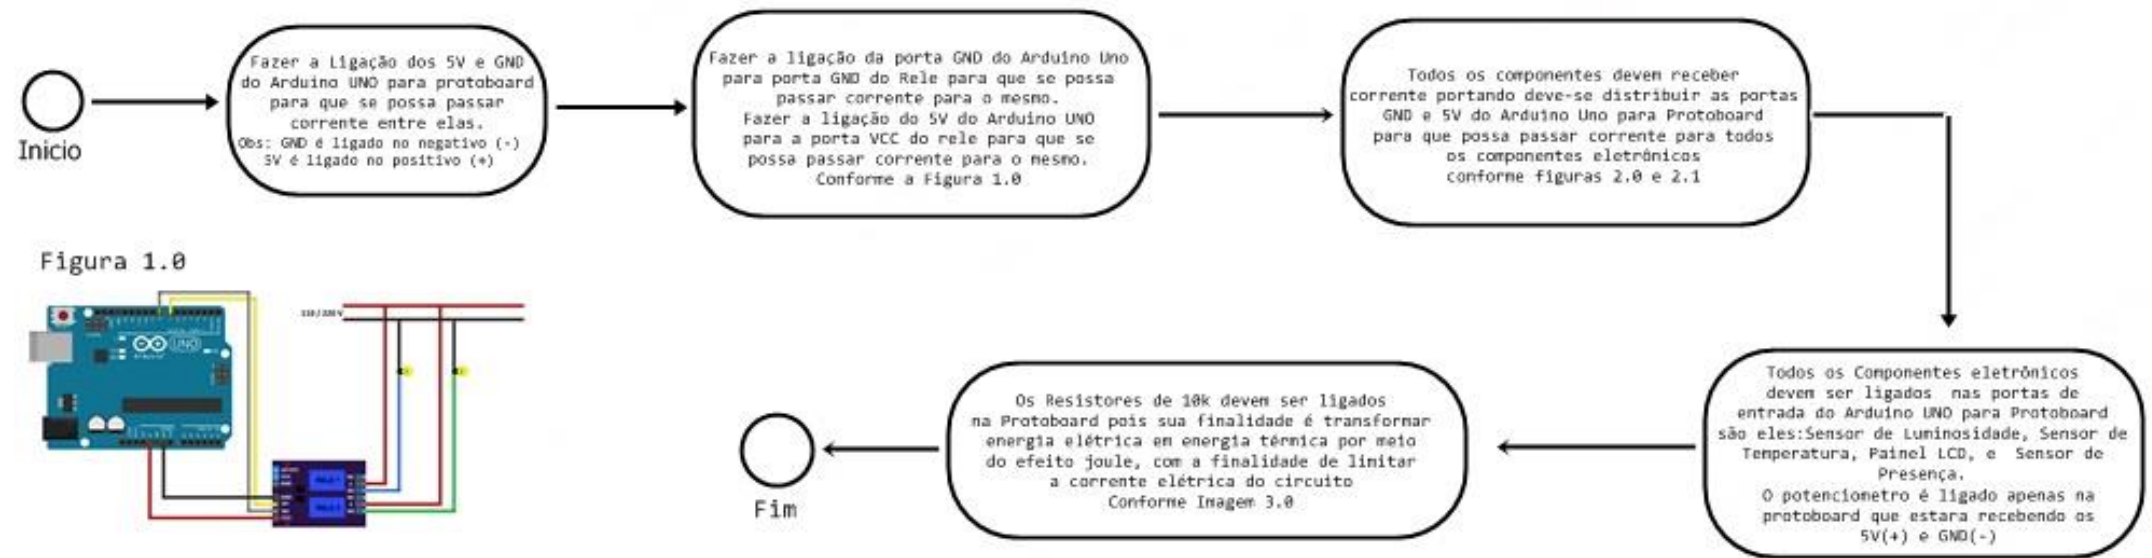 Inicio
Fazer a Ligação dos 5V e GND
do Arduino UNO para protoboard
para que se possa passar
corrente entre elas.
Obs: GND é ligado no negativo (-)
5V é ligado no positivo (+)
Fazer a ligação da porta GND do Arduino Uno
para porta GND do Rele para que se possa
passar corrente para o mesmo.
Fazer a ligação do 5V do Arduino UNO
para a porta VCC do rele para que se
possa passar corrente para o mesmo.
Conforme a Figura 1.0
Todos os componentes devem receber
corrente portando deve-se distribuir as portas
GND e 5V do Arduino Uno para Protoboard
para que possa passar corrente para todos
os componentes eletrônicos
conforme figuras 2.0 e 2.1
Todos os Componentes eletrônicos
devem ser ligados nas portas de
entrada do Arduino UNO para Protoboard
são eles:Sensor de Luminosidade, Sensor de
Temperatura, Painel LCD, e Sensor de
Presença.
O potenciometro é ligado apenas na
protoboard que estara recebendo os
5V(+) e GND(-)
Os Resistores de 10k devem ser ligados
na Protoboard pois sua finalidade é transformar
energia elétrica em energia térmica por meio
do efeito joule, com a finalidade de limitar
a corrente elétrica do circuito
Conforme Imagem 3.0
Fim
Figura 1.0
UNO